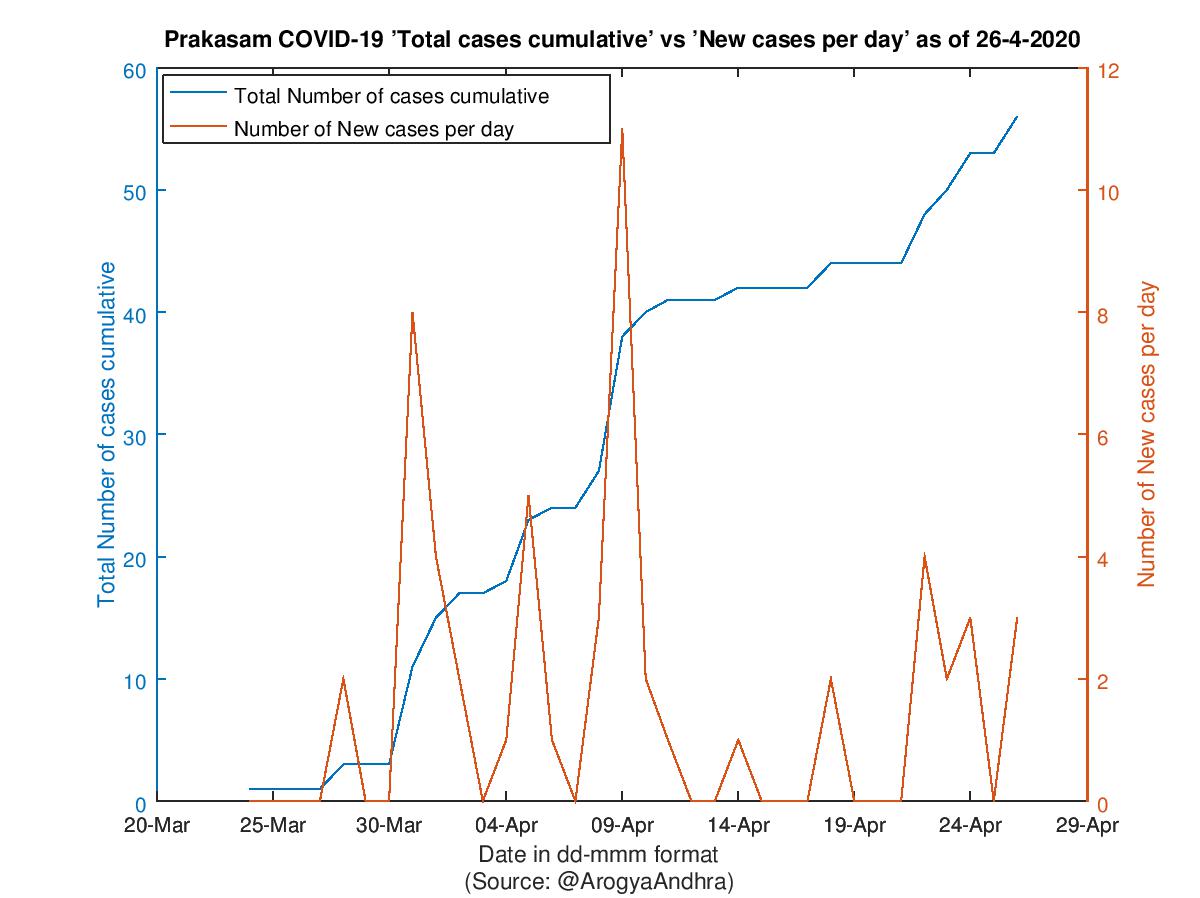 Prakasam COVID-19 ’Total cases cumulative’ vs ’New cases per day’ as of 26-4-2020
Total Number of cases cumulative
Number of New cases per day
60
50
40
30
20
10
0
Total Number of cases cumulative
12
10
8
6
4
2
0
Number of New cases per day
20-Mar 25-Mar 30-Mar 04-Apr 09-Apr 14-Apr 19-Apr 24-Apr 29-Apr
Date in dd-mmm format
(Source: @ArogyaAndhra)